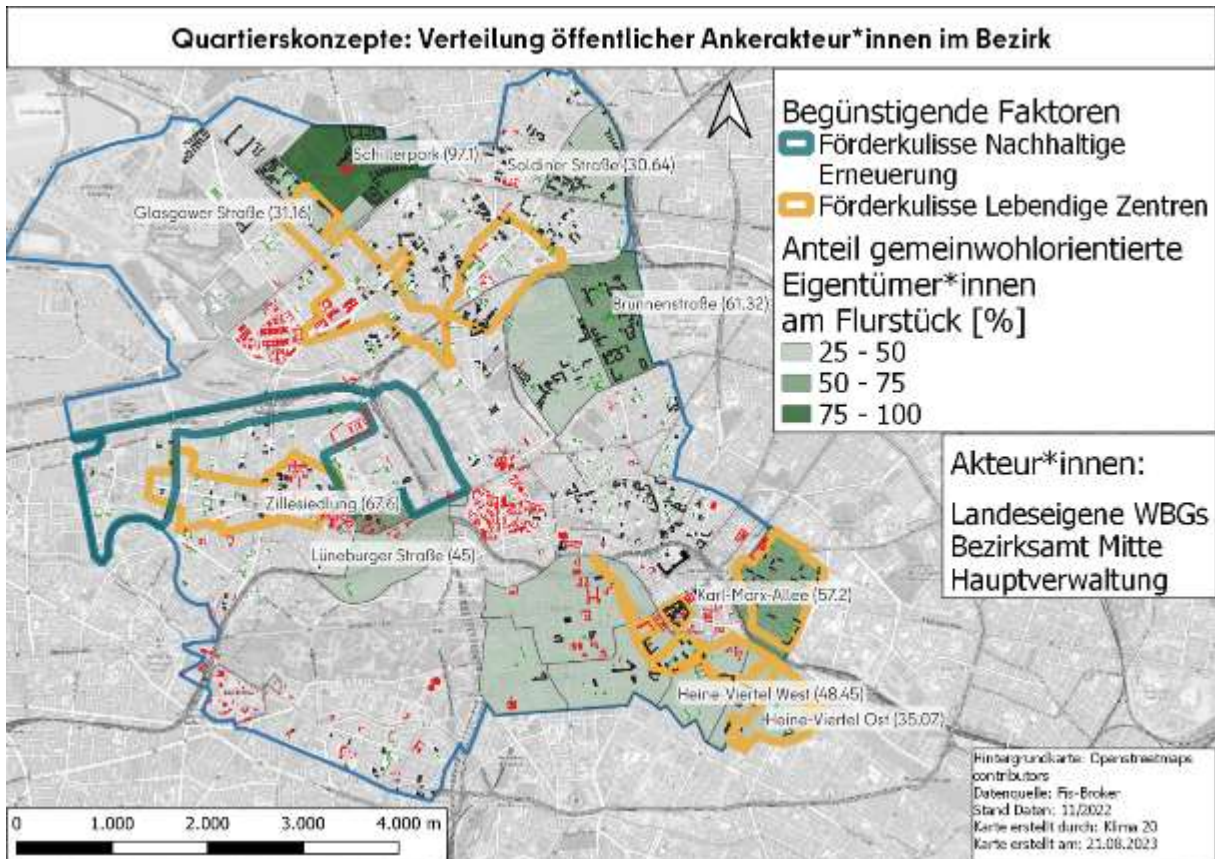 Quartierskonzepte: Verteilung öffentlicher Ankerakteur*innen im Bezirk
Begünstigende Faktoren
Förderkulisse Nachhaltige
Erneuerung
Förderkulisse Lebendige Zentren
Anteil gemeinwohlorientierte
Eigentümer*innen
am Flurstück [%]
25 - 50
50 - 75
75 - 100
Akteur*innen:
Landeseigene WBGs
Bezirksamt Mitte
Hauptverwaltung
Schillerpark (97.1)
Soldiner Straße (30.64)
Glasgower Straße (31.16)
Brunnenstraße (61.32)
Zillesiedlung (67.6)
Lüneburger Straße (45)
Karl-Marx-Allee (57.2)
Heine-Viertel West (48.45)
Heine-Viertel Ost (35.07)
Hintergrundkarte: Openstreetmaps
contributors
Datenquelle: Fis-Broker
Stand Daten: 11/2022
Karte erstellt durch: Klima 20
Karte erstellt am: 21.08.2023
0 1.000 2.000 3.000 4.000 m